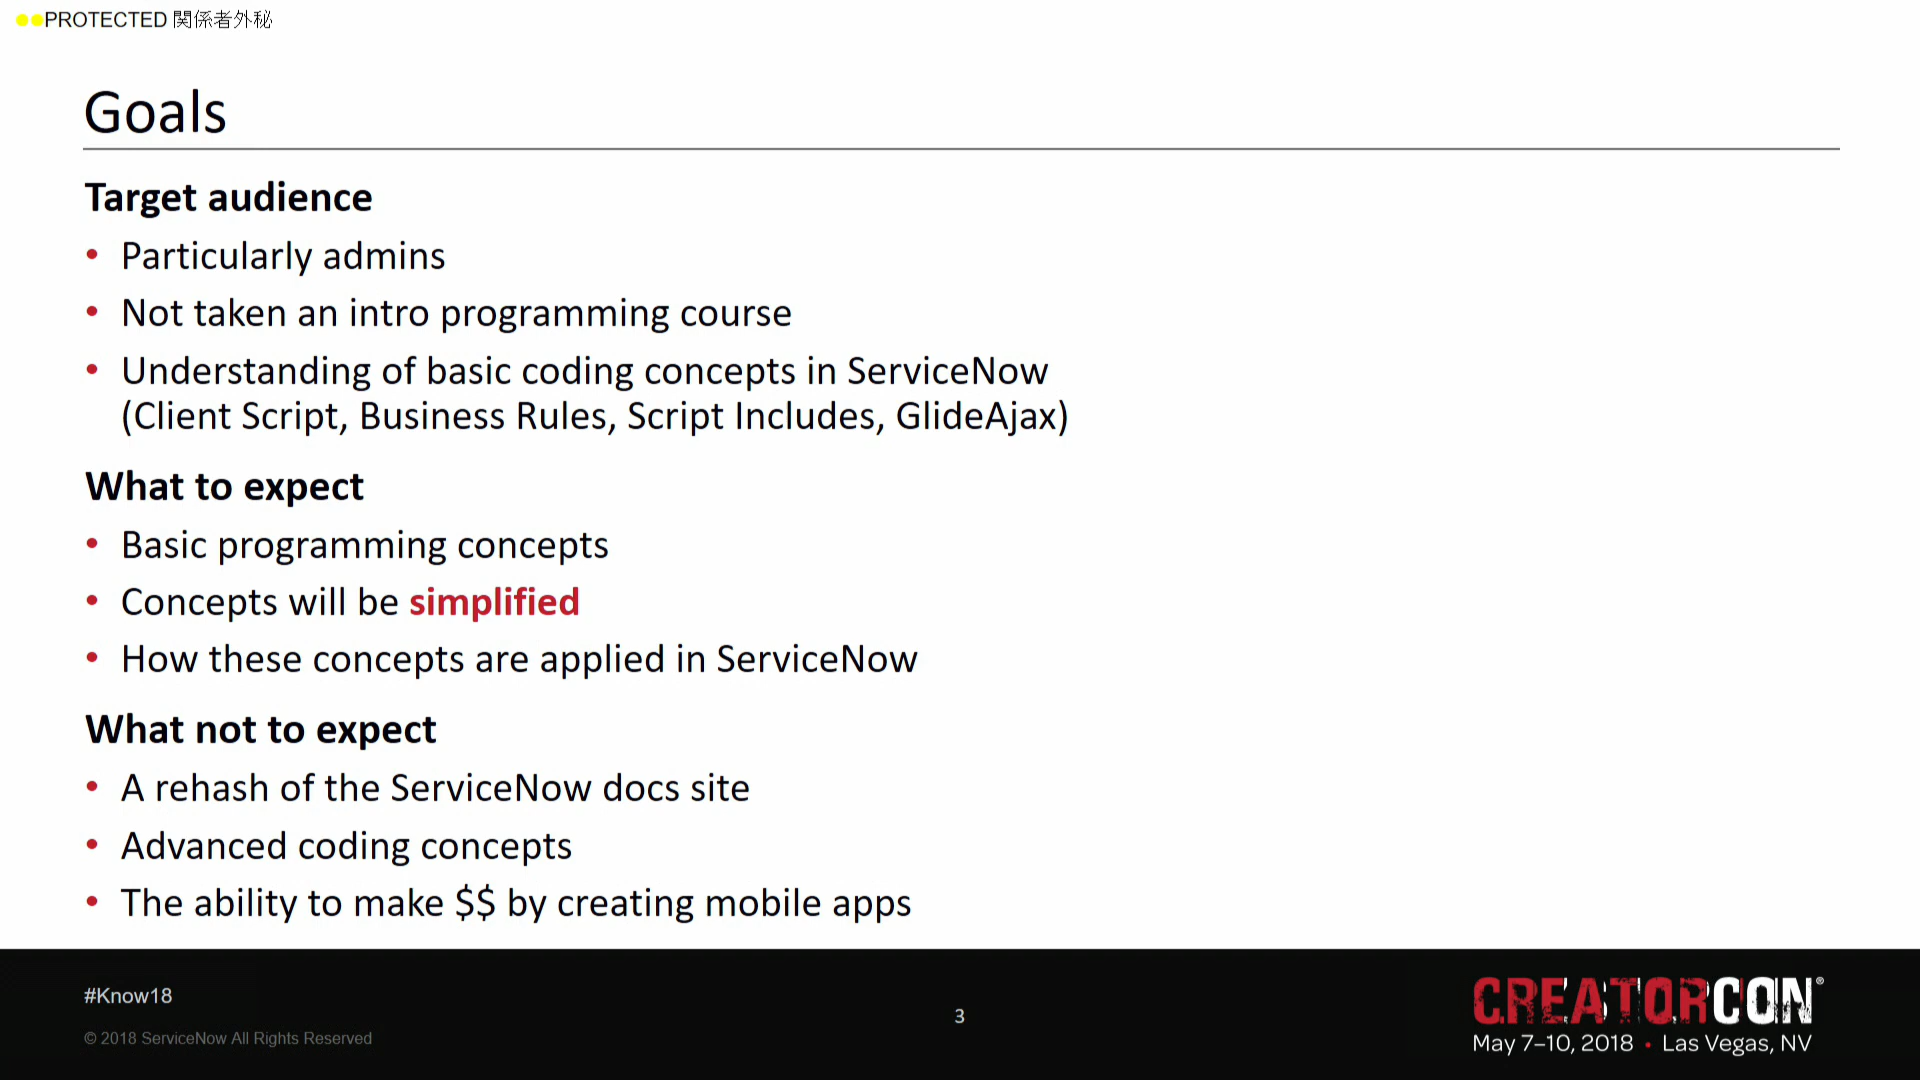 PROTECTED 関係者外秘
Goals
Target audience
• Particularly admins
• Not taken an intro programming course
• Understanding of basic coding concepts in ServiceNow
(Client Script, Business Rules, Script Includes, GlideAjax)
What to expect
• Basic programming concepts
• Concepts will be simplified
• How these concepts are applied in ServiceNow
What not to expect
• A rehash of the ServiceNow docs site
• Advanced coding concepts
• The ability to make $$ by creating mobile apps
#Know18
© 2018 ServiceNow All Rights Reserved
3
CREATORCON®
May 7–10, 2018 • Las Vegas, NV